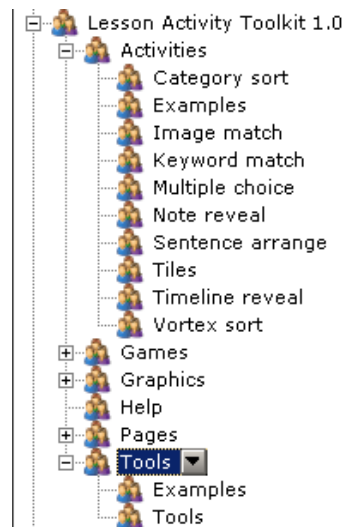 Lesson Activity Toolkit 1.0
Activities
Category sort
Examples
Image match
Keyword match
Multiple choice
Note reveal
Sentence arrange
Tiles
Timeline reveal
Vortex sort
Games
Graphics
Help
Pages
Tools
Examples
Tools